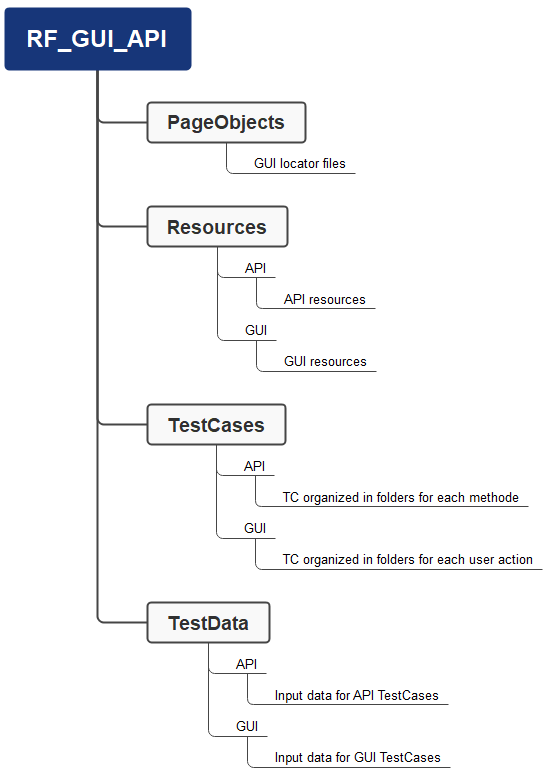 RF_GUI_API
PageObjects
GUI locator files
Resources
API
API resources
GUI
GUI resources
TestCases
API
TC organized in folders for each methode
GUI
TC organized in folders for each user action
TestData
API
Input data for API TestCases
GUI
Input data for GUI TestCases